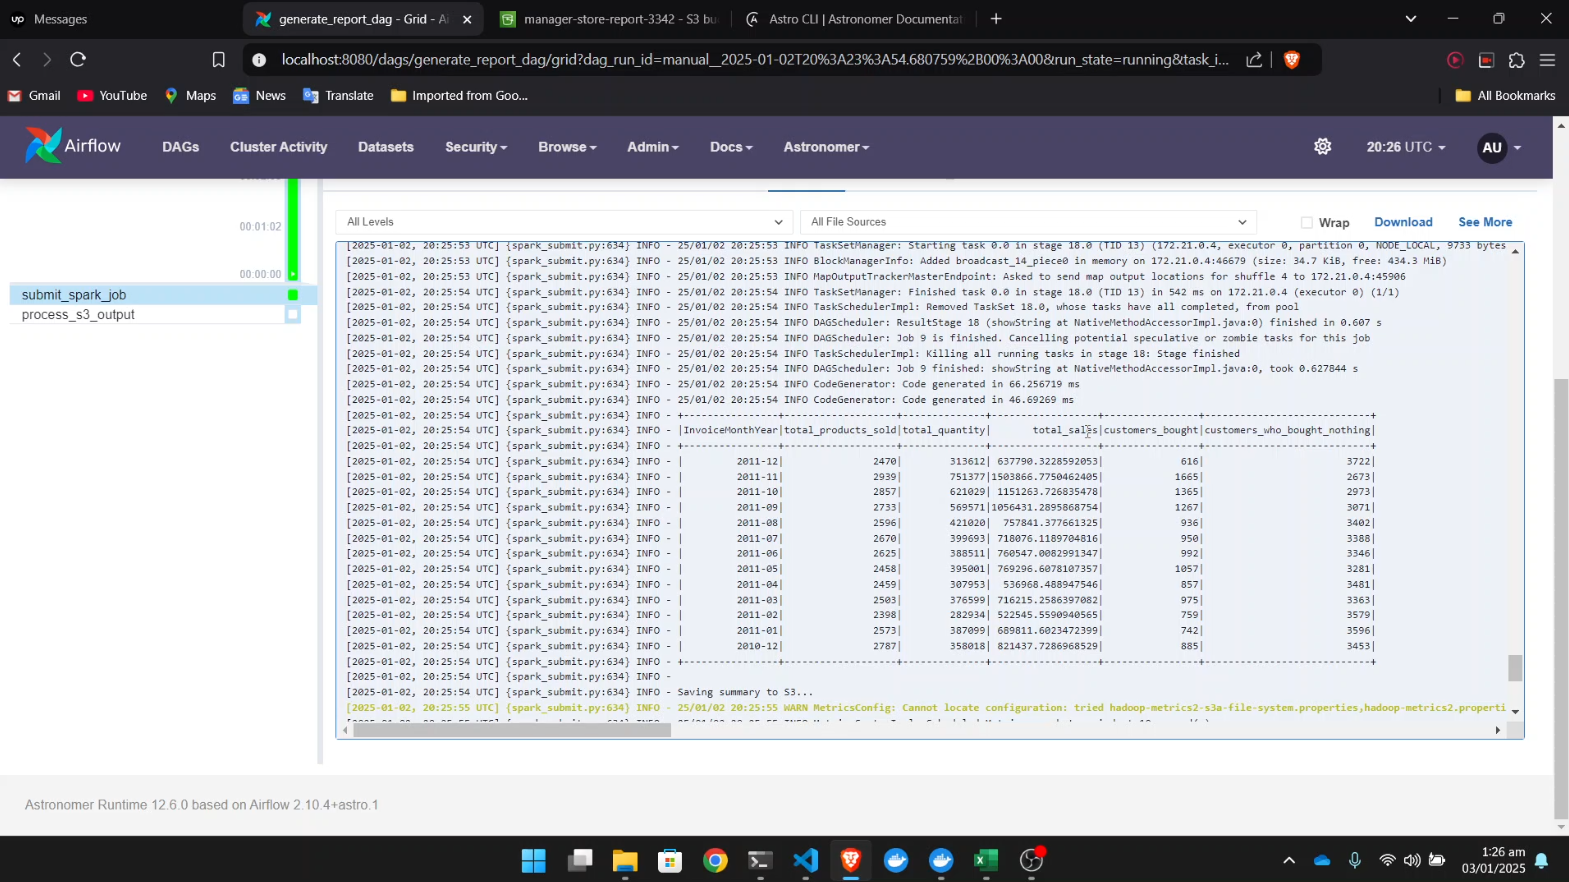 Messages
generate_report_dag - Grid - Ai
manager-store-report-3342 - S3 bu
Astro CLI | Astronomer Documentat
localhost:8080/dags/generate_report_dag/grid?dag_run_id=manual__2025-01-02T20%3A23%3A54.680759%2B00%3A00&run_state=running&task_i...
Gmail YouTube Maps News Translate Imported from Goo... All Bookmarks
Airflow DAGs Cluster Activity Datasets Security Browse Admin Docs Astronomer 20:26 UTC AU
00:01:02
00:00:00
submit_spark_job
process_s3_output
All Levels All File Sources Wrap Download See More
[2025-01-02, 20:25:53 UTC] {spark_submit.py:634} INFO - 25/01/02 20:25:53 INFO TaskSetManager: Starting task 0.0 in stage 18.0 (TID 13) (172.21.0.4, executor 0, partition 0, NODE_LOCAL, 9733 bytes
[2025-01-02, 20:25:53 UTC] {spark_submit.py:634} INFO - 25/01/02 20:25:53 INFO BlockManagerInfo: Added broadcast_14_piece0 in memory on 172.21.0.4:46679 (size: 34.7 KiB, free: 434.3 MiB)
[2025-01-02, 20:25:53 UTC] {spark_submit.py:634} INFO - 25/01/02 20:25:53 INFO MapOutputTrackerMasterEndpoint: Asked to send map output locations for shuffle 4 to 172.21.0.4:45906
[2025-01-02, 20:25:54 UTC] {spark_submit.py:634} INFO - 25/01/02 20:25:54 INFO TaskSetManager: Finished task 0.0 in stage 18.0 (TID 13) in 542 ms on 172.21.0.4 (executor 0) (1/1)
[2025-01-02, 20:25:54 UTC] {spark_submit.py:634} INFO - 25/01/02 20:25:54 INFO TaskSchedulerImpl: Removed TaskSet 18.0, whose tasks have all completed, from pool
[2025-01-02, 20:25:54 UTC] {spark_submit.py:634} INFO - 25/01/02 20:25:54 INFO DAGScheduler: ResultStage 18 (showString at NativeMethodAccessorImpl.java:0) finished in 0.607 s
[2025-01-02, 20:25:54 UTC] {spark_submit.py:634} INFO - 25/01/02 20:25:54 INFO DAGScheduler: Job 9 is finished. Cancelling potential speculative or zombie tasks for this job
[2025-01-02, 20:25:54 UTC] {spark_submit.py:634} INFO - 25/01/02 20:25:54 INFO TaskSchedulerImpl: Killing all running tasks in stage 18: Stage finished
[2025-01-02, 20:25:54 UTC] {spark_submit.py:634} INFO - 25/01/02 20:25:54 INFO DAGScheduler: Job 9 finished: showString at NativeMethodAccessorImpl.java:0, took 0.627844 s
[2025-01-02, 20:25:54 UTC] {spark_submit.py:634} INFO - 25/01/02 20:25:54 INFO CodeGenerator: Code generated in 66.256719 ms
[2025-01-02, 20:25:54 UTC] {spark_submit.py:634} INFO - 25/01/02 20:25:54 INFO CodeGenerator: Code generated in 46.69269 ms
[2025-01-02, 20:25:54 UTC] {spark_submit.py:634} INFO - +----------------+-------------------+--------------+------------------+----------------+----------------------------+
[2025-01-02, 20:25:54 UTC] {spark_submit.py:634} INFO - |InvoiceMonthYear|total_products_sold|total_quantity| total_sales|customers_bought|customers_who_bought_nothing|
[2025-01-02, 20:25:54 UTC] {spark_submit.py:634} INFO - +----------------+-------------------+--------------+------------------+----------------+----------------------------+
[2025-01-02, 20:25:54 UTC] {spark_submit.py:634} INFO - | 2011-12| 2470| 313612| 637790.3228592053| 616| 3722|
[2025-01-02, 20:25:54 UTC] {spark_submit.py:634} INFO - | 2011-11| 2939| 751377|1503866.7750462405| 1665| 2673|
[2025-01-02, 20:25:54 UTC] {spark_submit.py:634} INFO - | 2011-10| 2857| 621029| 1151263.726835478| 1365| 2973|
[2025-01-02, 20:25:54 UTC] {spark_submit.py:634} INFO - | 2011-09| 2733| 569571|1056431.2895868754| 1267| 3071|
[2025-01-02, 20:25:54 UTC] {spark_submit.py:634} INFO - | 2011-08| 2596| 421020| 757841.377661325| 936| 3402|
[2025-01-02, 20:25:54 UTC] {spark_submit.py:634} INFO - | 2011-07| 2670| 399693| 718076.1189704816| 950| 3388|
[2025-01-02, 20:25:54 UTC] {spark_submit.py:634} INFO - | 2011-06| 2625| 388511| 760547.0082991347| 992| 3346|
[2025-01-02, 20:25:54 UTC] {spark_submit.py:634} INFO - | 2011-05| 2458| 395001| 769296.6078107357| 1057| 3281|
[2025-01-02, 20:25:54 UTC] {spark_submit.py:634} INFO - | 2011-04| 2459| 307953| 536968.488947546| 857| 3481|
[2025-01-02, 20:25:54 UTC] {spark_submit.py:634} INFO - | 2011-03| 2503| 376599| 716215.2586397082| 975| 3363|
[2025-01-02, 20:25:54 UTC] {spark_submit.py:634} INFO - | 2011-02| 2398| 282934| 522545.5590940565| 759| 3579|
[2025-01-02, 20:25:54 UTC] {spark_submit.py:634} INFO - | 2011-01| 2573| 387099| 689811.6023472399| 742| 3596|
[2025-01-02, 20:25:54 UTC] {spark_submit.py:634} INFO - | 2010-12| 2787| 358018| 821437.7286968529| 885| 3453|
[2025-01-02, 20:25:54 UTC] {spark_submit.py:634} INFO - +----------------+-------------------+--------------+------------------+----------------+----------------------------+
[2025-01-02, 20:25:54 UTC] {spark_submit.py:634} INFO -
[2025-01-02, 20:25:54 UTC] {spark_submit.py:634} INFO - Saving summary to S3...
[2025-01-02, 20:25:55 UTC] {spark_submit.py:634} INFO - 25/01/02 20:25:55 WARN MetricsConfig: Cannot locate configuration: tried hadoop-metrics2-s3a-file-system.properties,hadoop-metrics2.properti
Astronomer Runtime 12.6.0 based on Airflow 2.10.4+astro.1
1:26 am
03/01/2025